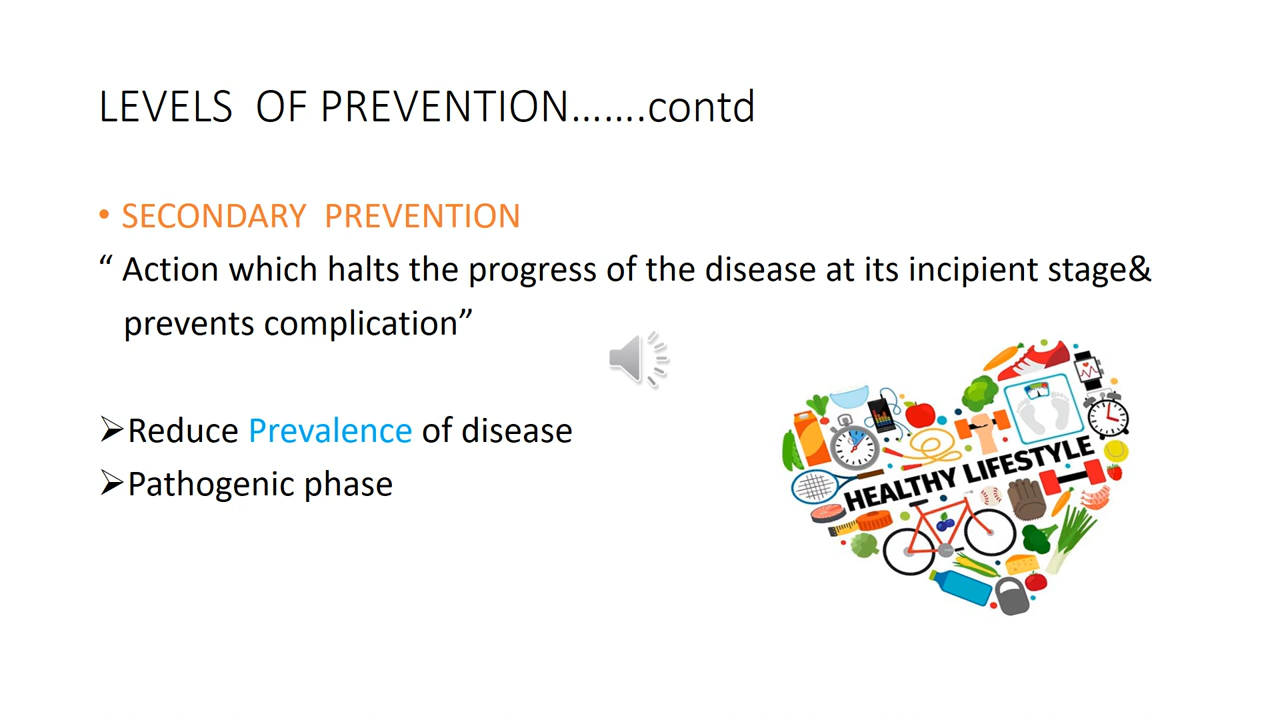 LEVELS OF PREVENTION.......contd
• SECONDARY PREVENTION
“ Action which halts the progress of the disease at its incipient stage&
prevents complication”
➢Reduce Prevalence of disease
➢Pathogenic phase
HEALTHY LIFESTYLE